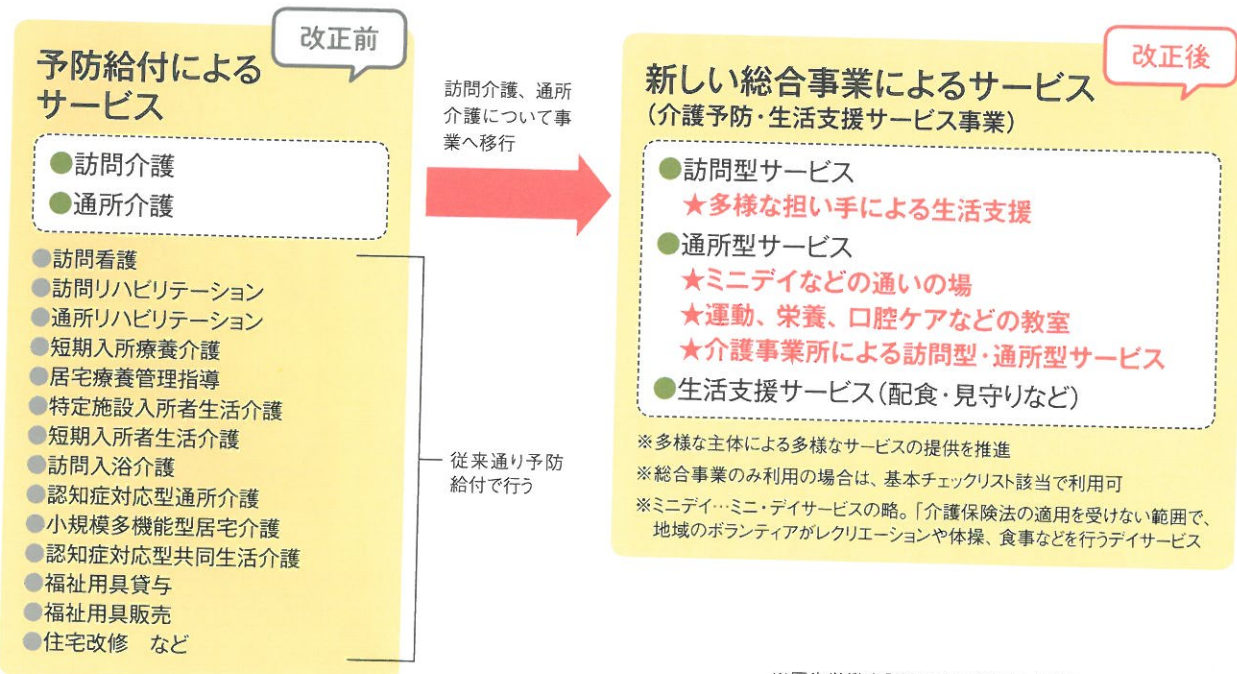 改正前
予防給付による
サービス
●訪問介護
●通所介護
●訪問看護
●訪問リハビリテーション
●通所リハビリテーション
●短期入所療養介護
●居宅療養管理指導
●特定施設入所者生活介護
●短期入所者生活介護
●訪問入浴介護
●認知症対応型通所介護
●小規模多機能型居宅介護
●認知症対応型共同生活介護
●福祉用具貸与
●福祉用具販売
●住宅改修 など
従来通り予防
給付で行う
訪問介護、通所
介護について事
業へ移行
改正後
新しい総合事業によるサービス
(介護予防・生活支援サービス事業)
●訪問型サービス
★多様な担い手による生活支援
●通所型サービス
★ミニデイなどの通いの場
★運動、栄養、口腔ケアなどの教室
★介護事業所による訪問型・通所型サービス
●生活支援サービス(配食・見守りなど)
※多様な主体による多様なサービスの提供を推進
※総合事業のみ利用の場合は、基本チェックリスト該当で利用可
※ミニデイ…ミニ・デイサービスの略。「介護保険法の適用を受けない範囲で、
地域のボランティアがレクリエーションや体操、食事などを行うデイサービス